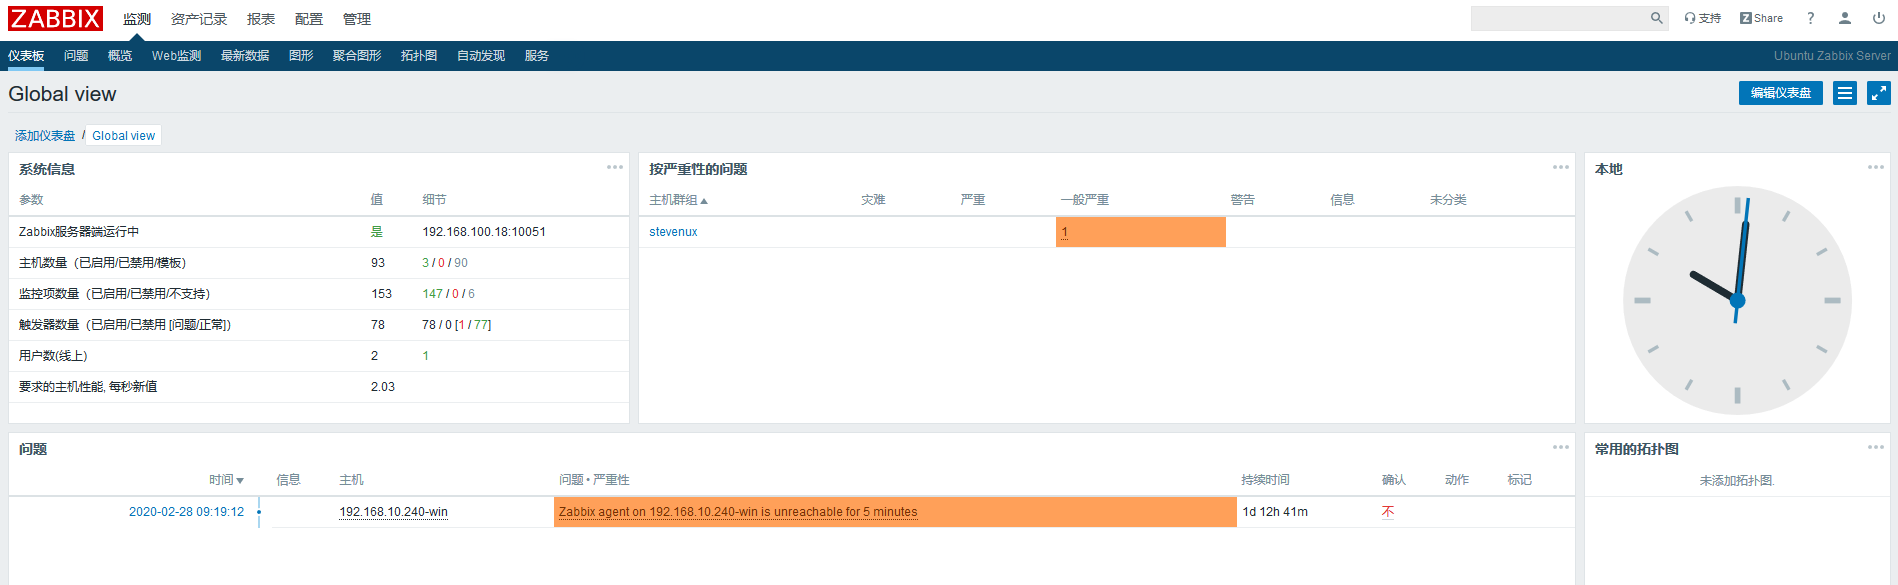 ZABBIX 监测 资产记录 报表 配置 管理 支持 Z Share ?
仪表板 问题 概览 Web监测 最新数据 图形 聚合图形 拓扑图 自动发现 服务 Ubuntu Zabbix Server
Global view 编辑仪表盘
添加仪表盘 / Global view
系统信息
参数 值 细节
Zabbix服务器端运行中 是 192.168.100.18:10051
主机数量（已启用/已禁用/模板） 93 3 / 0 / 90
监控项数量（已启用/已禁用/不支持） 153 147 / 0 / 6
触发器数量（已启用/已禁用 [问题/正常]） 78 78 / 0 [1 / 77]
用户数(线上) 2 1
要求的主机性能, 每秒新值 2.03
按严重性的问题
主机群组 灾难 严重 一般严重 警告 信息 未分类
stevenux 1
本地
问题
时间 信息 主机 问题 • 严重性 持续时间 确认 动作 标记
2020-02-28 09:19:12 192.168.10.240-win Zabbix agent on 192.168.10.240-win is unreachable for 5 minutes 1d 12h 41m 不
常用的拓扑图
未添加拓扑图.